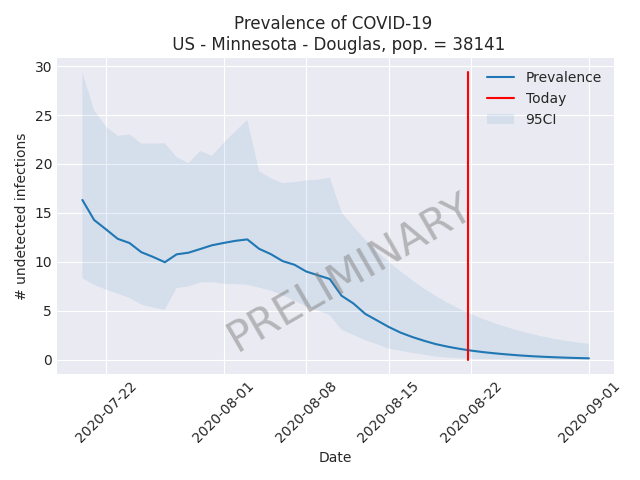 Prevalence of COVID-19
US - Minnesota - Douglas, pop. = 38141
30
25
20
15
10
5
0
# undetected infections
Prevalence
Today
95CI
PRELIMINARY
2020-07-22
2020-08-01
2020-08-08
2020-08-15
2020-08-22
2020-09-01
Date